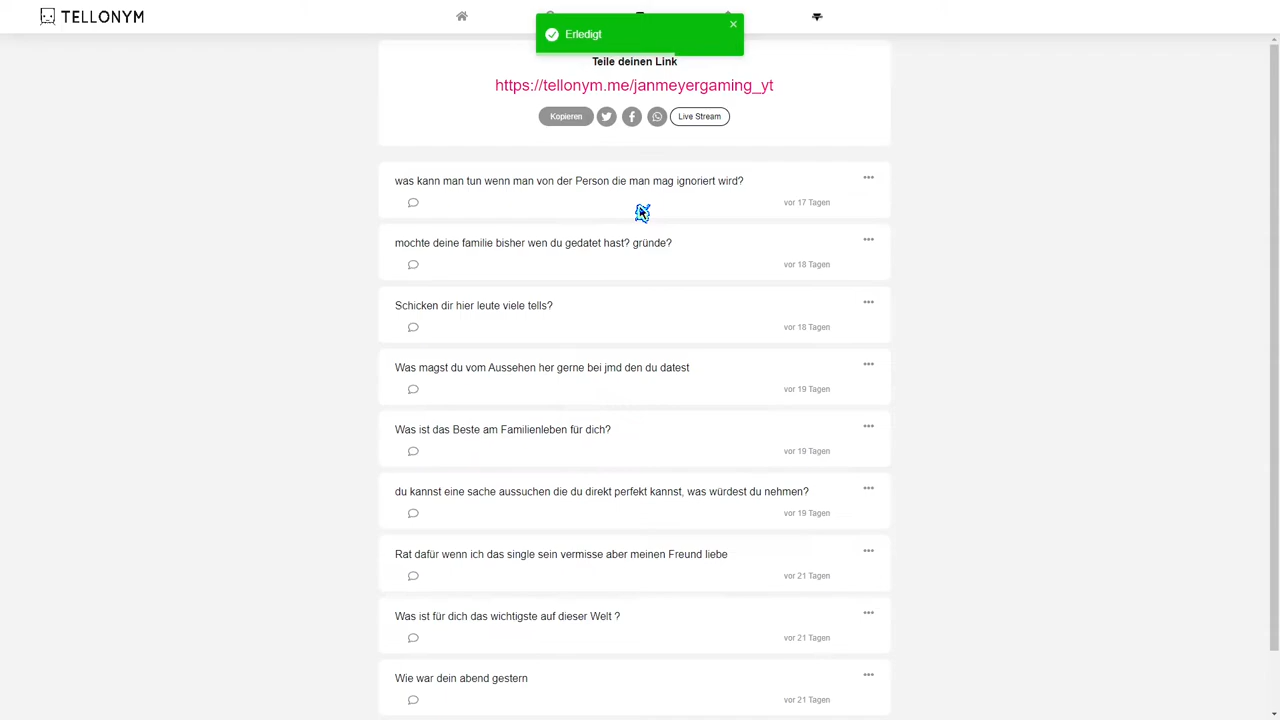 TELLONYM
Erledigt
Teile deinen Link
https://tellonym.me/janmeyergaming_yt
Kopieren
Live Stream
was kann man tun wenn man von der Person die man mag ignoriert wird?
vor 17 Tagen
mochte deine familie bisher wen du gedatet hast? gründe?
vor 18 Tagen
Schicken dir hier leute viele tells?
vor 18 Tagen
Was magst du vom Aussehen her gerne bei jmd den du datest
vor 19 Tagen
Was ist das Beste am Familienleben für dich?
vor 19 Tagen
du kannst eine sache aussuchen die du direkt perfekt kannst, was würdest du nehmen?
vor 19 Tagen
Rat dafür wenn ich das single sein vermisse aber meinen Freund liebe
vor 21 Tagen
Was ist für dich das wichtigste auf dieser Welt ?
vor 21 Tagen
Wie war dein abend gestern
vor 21 Tagen